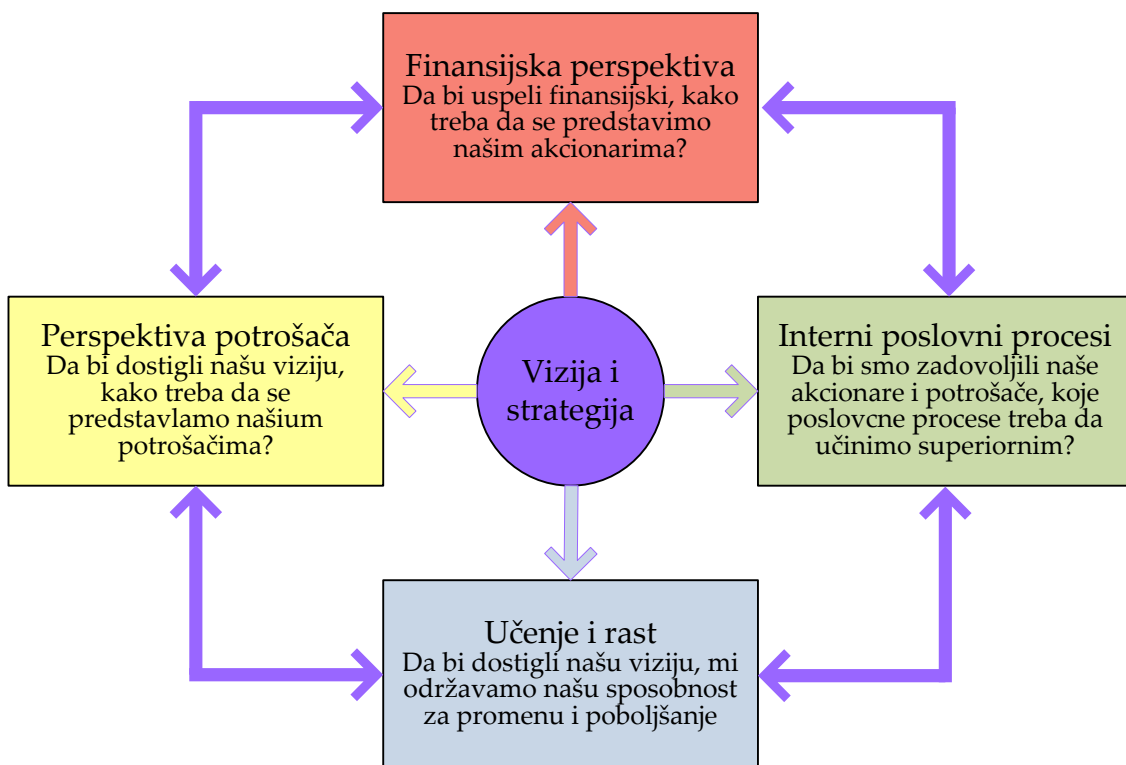 Finansijska perspektiva
Da bi uspeli finansijski, kako
treba da se predstavimo
našim akcionarima?
Perspektiva potrošača
Da bi dostigli našu viziju,
kako treba da se
predstavlamo našium
potrošačima?
Vizija i
strategija
Interni poslovni procesi
Da bi smo zadovoljili naše
akcionare i potrošače, koje
poslovcne procese treba da
učinimo superiornim?
Učenje i rast
Da bi dostigli našu viziju, mi
održavamo našu sposobnost
za promenu i poboljšanje